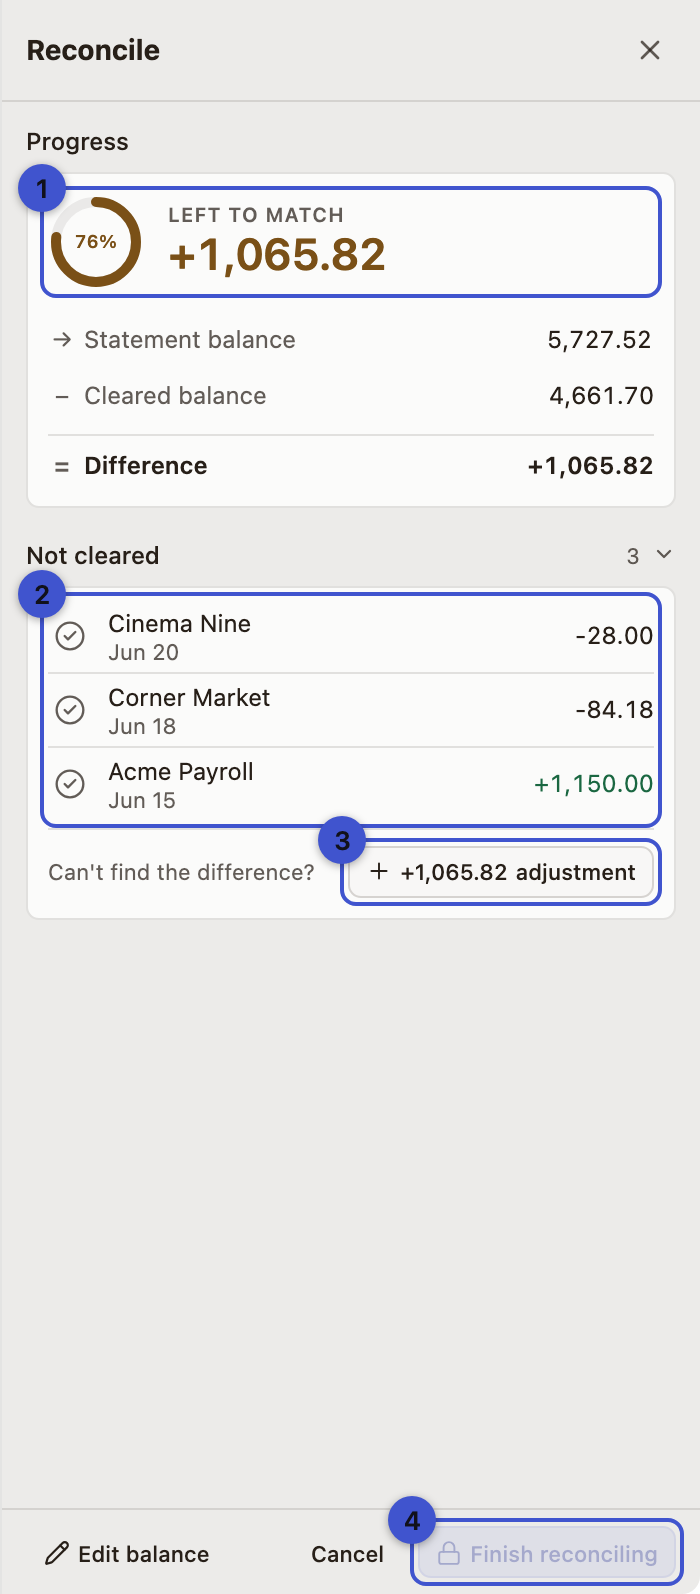 Reconcile
Progress
1
76%
LEFT TO MATCH
+1,065.82
→ Statement balance 5,727.52
– Cleared balance 4,661.70
= Difference +1,065.82
Not cleared 3
2
Cinema Nine -28.00
Jun 20
Corner Market -84.18
Jun 18
Acme Payroll +1,150.00
Jun 15
3
Can't find the difference? + +1,065.82 adjustment
4
Edit balance Cancel Finish reconciling